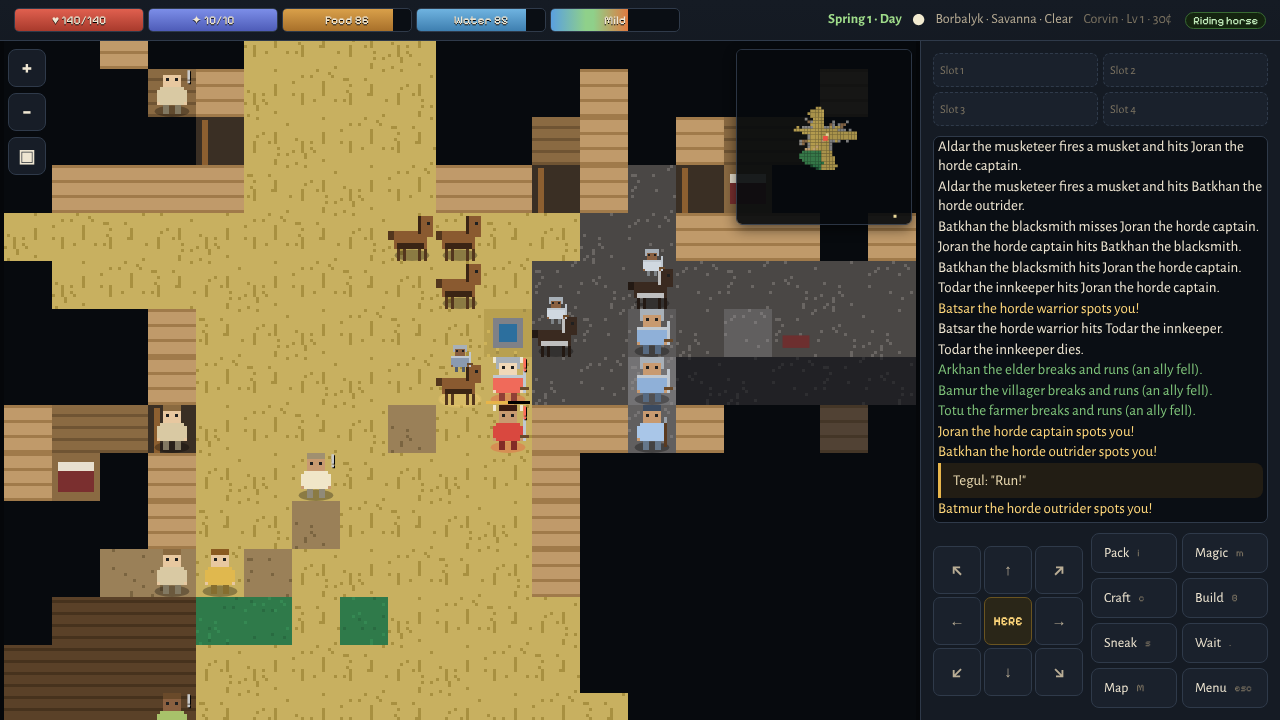 ♥ 140/140
✦ 10/10
Food 86
Water 82
Mild
Spring 1 · Day
Borbalyk · Savanna · Clear
Corvin · Lv 1 · 30¢
Riding horse
+
-
Slot 1
Slot 2
Slot 3
Slot 4
Aldar the musketeer fires a musket and hits Joran the
horde captain.
Aldar the musketeer fires a musket and hits Batkhan the
horde outrider.
Batkhan the blacksmith misses Joran the horde captain.
Joran the horde captain hits Batkhan the blacksmith.
Batkhan the blacksmith hits Joran the horde captain.
Todar the innkeeper hits Joran the horde captain.
Batsar the horde warrior spots you!
Batsar the horde warrior hits Todar the innkeeper.
Todar the innkeeper dies.
Arkhan the elder breaks and runs (an ally fell).
Bamur the villager breaks and runs (an ally fell).
Totu the farmer breaks and runs (an ally fell).
Joran the horde captain spots you!
Batkhan the horde outrider spots you!
Tegul: "Run!"
Batmur the horde outrider spots you!
↖ ↑ ↗
← HERE →
↙ ↓ ↘
Pack i
Magic m
Craft c
Build B
Sneak s
Wait .
Map M
Menu esc